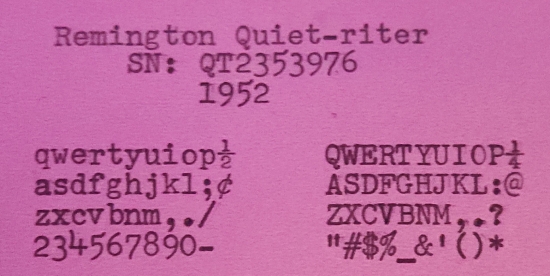 Remington Quiet-riter
SN: QT2353976
1952
qwertyuiop½
asdfghjkl;¢
zxcvbnm,./
234567890-
QWERTYUIOP¼
ASDFGHJKL:@
ZXCVBNM,.?
"#$%_&'()*